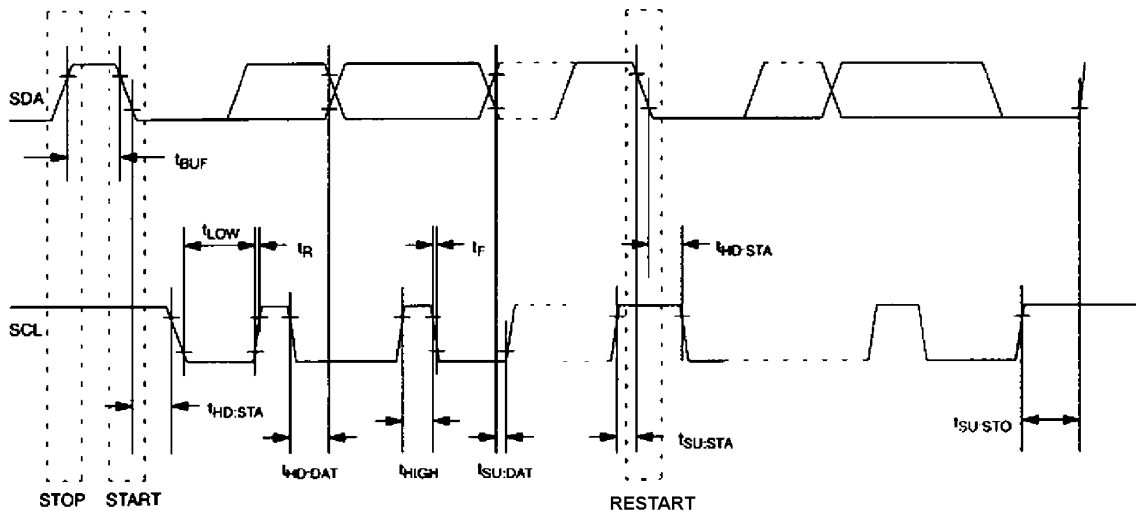 SDA
tBUF
tLOW
tR
tF
tHD:STA
SCL
tHD:STA
tSU:STA
tSU:STO
tHD:DAT
tHIGH
tSU:DAT
STOP
START
RESTART